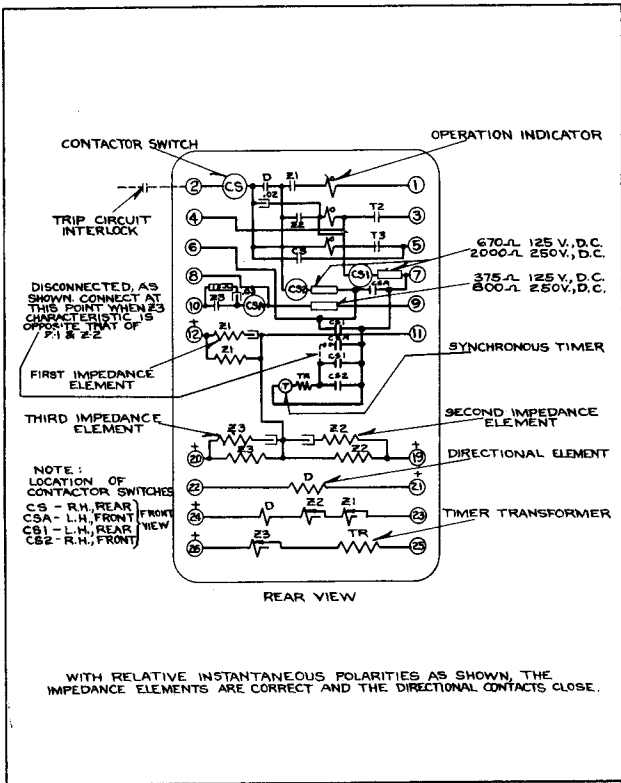 CONTACTOR SWITCH
OPERATION INDICATOR
TRIP CIRCUIT
INTERLOCK
2
CS
D
Z1
1
.02
4
Z2
T2
3
6
CS
T3
5
670Ω 125 V., D.C.
2000Ω 250V., D.C.
8
CS2
CS1
7
CSA
375Ω 125 V., D.C.
800Ω 250V., D.C.
10
Z3
CSA
9
DISCONNECTED, AS
SHOWN. CONNECT AT
THIS POINT WHEN Z3
CHARACTERISTIC IS
OPPOSITE THAT OF
Z1 & Z2
+
12
Z1
Z1
11
CS1
CS1
CS2
T
TR
SYNCHRONOUS TIMER
FIRST IMPEDANCE
ELEMENT
THIRD IMPEDANCE
ELEMENT
SECOND IMPEDANCE
ELEMENT
+
20
Z3
Z3
Z2
Z2
+
19
DIRECTIONAL ELEMENT
22
D
+
21
NOTE:
LOCATION OF
CONTACTOR SWITCHES
CS - R.H., REAR
CSA - L.H., FRONT
CS1 - L.H., REAR
CS2 - R.H., FRONT
FRONT
VIEW
+
24
D
Z2
Z1
23
TIMER TRANSFORMER
+
26
Z3
TR
25
REAR VIEW
WITH RELATIVE INSTANTANEOUS POLARITIES AS SHOWN, THE
IMPEDANCE ELEMENTS ARE CORRECT AND THE DIRECTIONAL CONTACTS CLOSE.